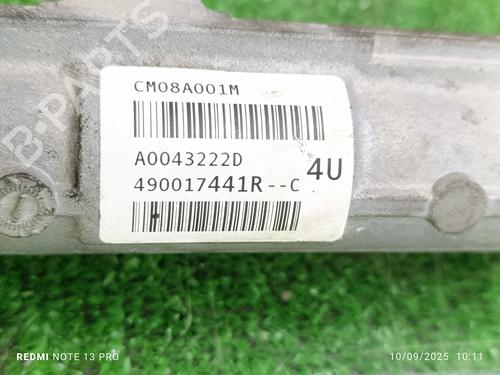 B-PARTS
CM08A001M
A0043222D
4U
490017441R--C
REDMI NOTE 13 PRO
10/09/2025 10:11